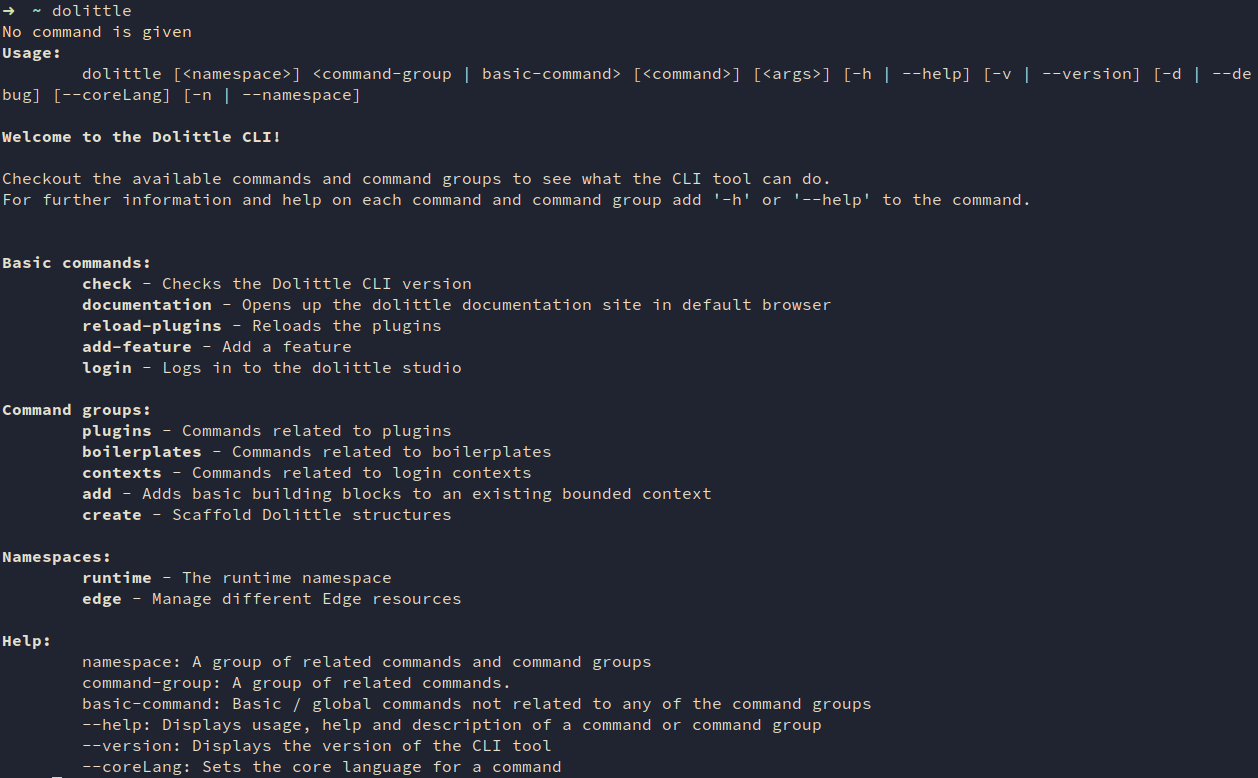 ➜ ~ dolittle
No command is given
Usage:
dolittle [<namespace>] <command-group | basic-command> [<command>] [<args>] [-h | --help] [-v | --version] [-d | --de
bug] [--coreLang] [-n | --namespace]
Welcome to the Dolittle CLI!
Checkout the available commands and command groups to see what the CLI tool can do.
For further information and help on each command and command group add '-h' or '--help' to the command.
Basic commands:
check - Checks the Dolittle CLI version
documentation - Opens up the dolittle documentation site in default browser
reload-plugins - Reloads the plugins
add-feature - Add a feature
login - Logs in to the dolittle studio
Command groups:
plugins - Commands related to plugins
boilerplates - Commands related to boilerplates
contexts - Commands related to login contexts
add - Adds basic building blocks to an existing bounded context
create - Scaffold Dolittle structures
Namespaces:
runtime - The runtime namespace
edge - Manage different Edge resources
Help:
namespace: A group of related commands and command groups
command-group: A group of related commands.
basic-command: Basic / global commands not related to any of the command groups
--help: Displays usage, help and description of a command or command group
--version: Displays the version of the CLI tool
--coreLang: Sets the core language for a command